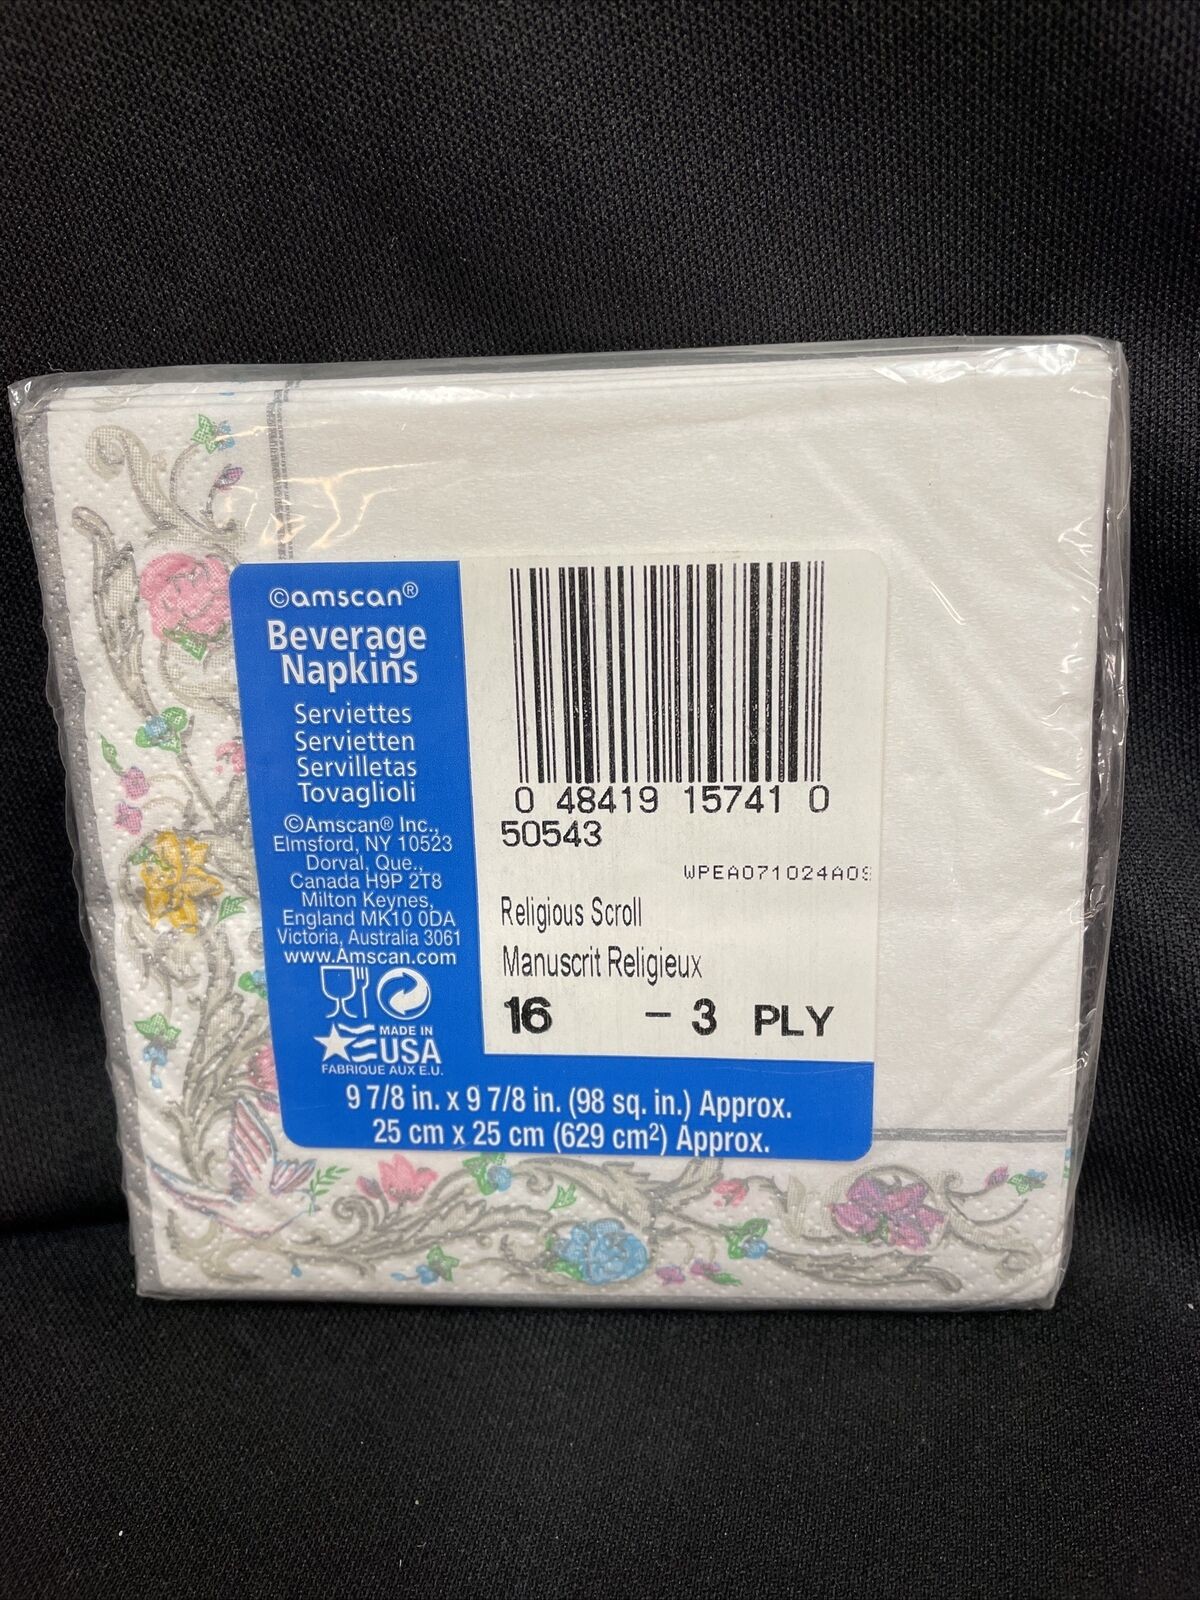 ©amscan®
Beverage
Napkins
Serviettes
Servietten
Servilletas
Tovaglioli
©Amscan® Inc.,
Elmsford, NY 10523
Dorval, Que.,
Canada H9P 2T8
Milton Keynes,
England MK10 0DA
Victoria, Australia 3061
www.Amscan.com
MADE IN
USA
FABRIQUE AUX E.U.
0 48419 15741 0
50543
WPEA071024A09
Religious Scroll
Manuscrit Religieux
16 - 3 PLY
9 7/8 in. x 9 7/8 in. (98 sq. in.) Approx.
25 cm x 25 cm (629 cm²) Approx.